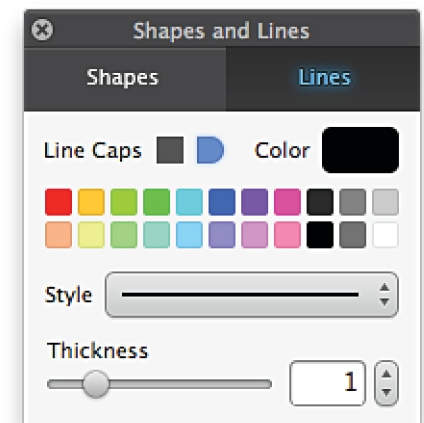 Shapes and Lines
Shapes Lines
Line Caps Color
Style
Thickness
1